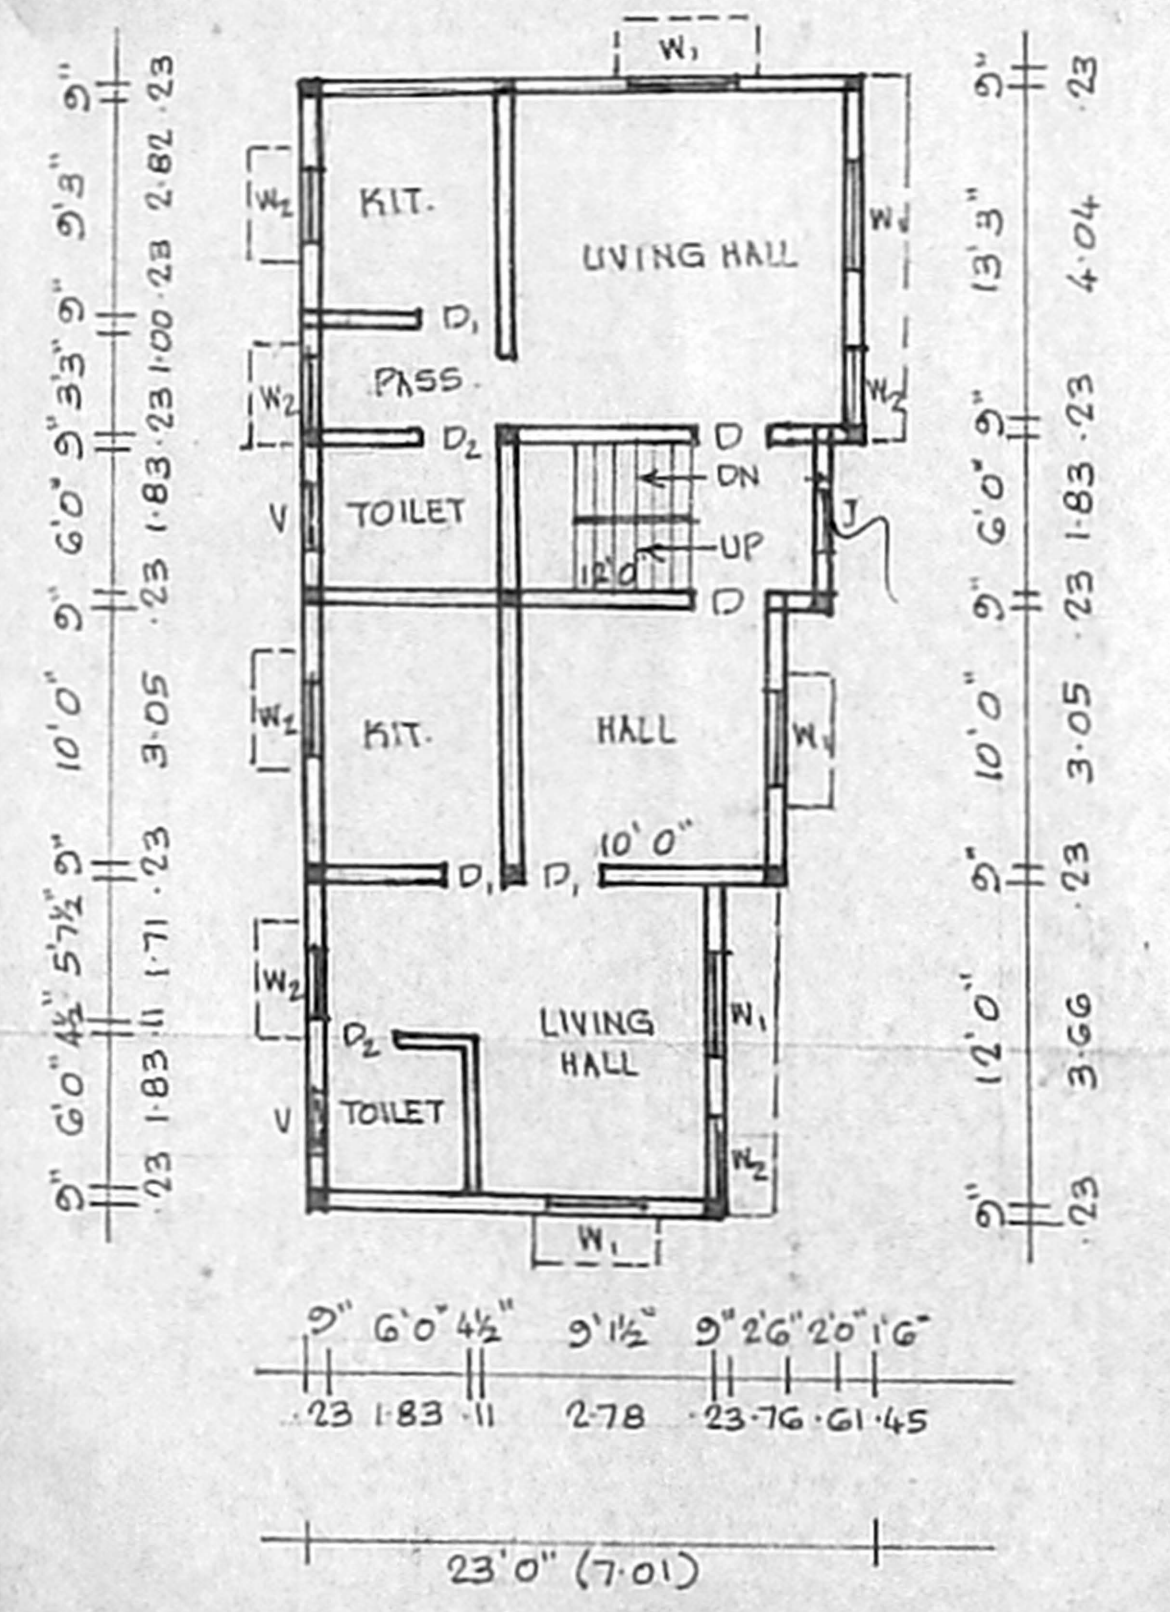 W1
9" 9'3" 9" 3'3" 9" 6'0" 9" 10'0" 9" 5'7½" 4½" 6'0" 9"
.23 2.82 .23 1.00 .23 1.83 .23 3.05 .23 1.71 .11 1.83 .23
W2
KIT.
LIVING HALL
W1
D1
W2
PASS.
W2
D2
D
DN
V
TOILET
J
UP
12'0"
D
W2
KIT.
HALL
W1
10'0"
D1
D1
W2
LIVING
HALL
W1
D2
V
TOILET
W2
W1
9" 13'3" 9" 6'0" 9" 10'0" 9" 12'0" 9"
.23 4.04 .23 1.83 .23 3.05 .23 3.66 .23
9" 6'0" 4½" 9'1½" 9" 2'6" 2'0" 1'6"
.23 1.83 .11 2.78 .23 .76 .61 .45
23'0" (7.01)